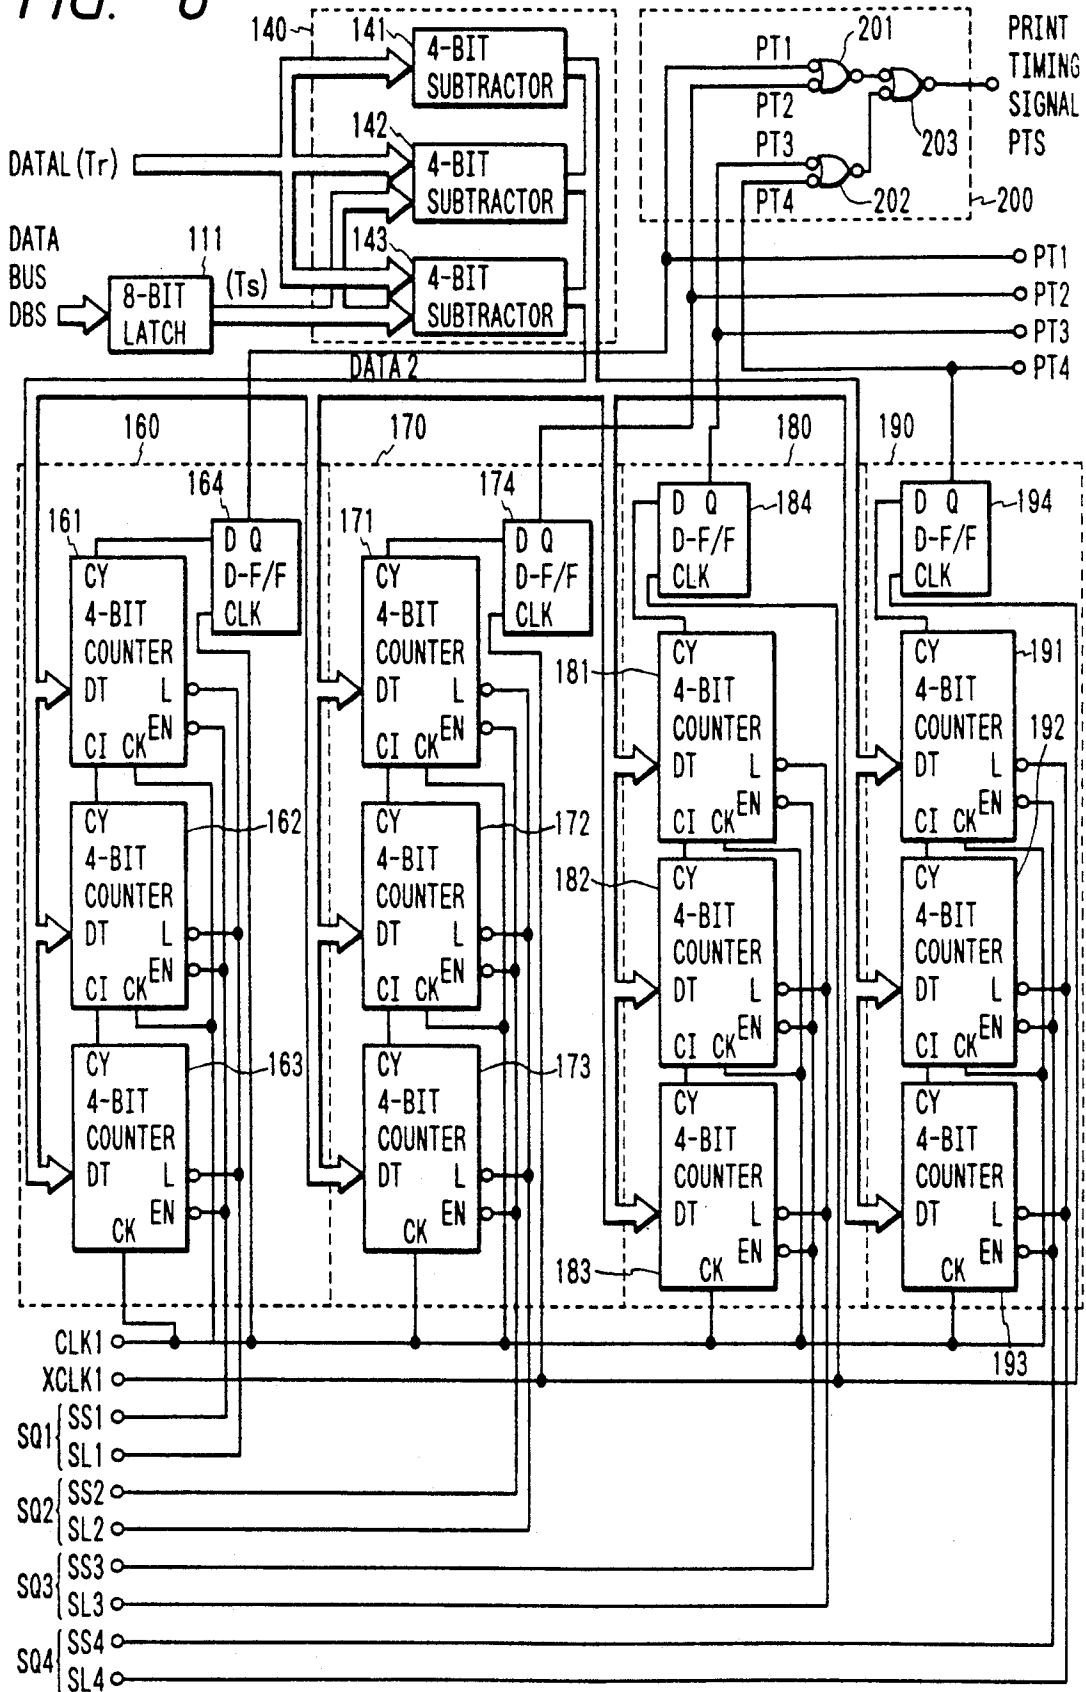 FIG. 6
140
141
4-BIT
SUBTRACTOR
142
4-BIT
SUBTRACTOR
143
4-BIT
SUBTRACTOR
DATAL (Tr)
DATA
BUS
DBS
111
8-BIT
LATCH
(Ts)
DATA 2
PT1
PT2
PT3
PT4
201
202
203
200
PRINT
TIMING
SIGNAL
PTS
PT1
PT2
PT3
PT4
160
170
180
190
164
D Q
D-F/F
CLK
161
CY
4-BIT
COUNTER
DT L
EN
CI CK
162
CY
4-BIT
COUNTER
DT L
EN
CI CK
163
CY
4-BIT
COUNTER
DT L
EN
CK
174
D Q
D-F/F
CLK
171
CY
4-BIT
COUNTER
DT L
EN
CI CK
172
CY
4-BIT
COUNTER
DT L
EN
CI CK
173
CY
4-BIT
COUNTER
DT L
EN
CK
184
D Q
D-F/F
CLK
181
CY
4-BIT
COUNTER
DT L
EN
CI CK
182
CY
4-BIT
COUNTER
DT L
EN
CI CK
183
CY
4-BIT
COUNTER
DT L
EN
CK
194
D Q
D-F/F
CLK
191
CY
4-BIT
COUNTER
DT L
EN
CI CK
192
CY
4-BIT
COUNTER
DT L
EN
CI CK
193
CY
4-BIT
COUNTER
DT L
EN
CK
CLK1
XCLK1
SQ1 { SS1
SL1
SQ2 { SS2
SL2
SQ3 { SS3
SL3
SQ4 { SS4
SL4